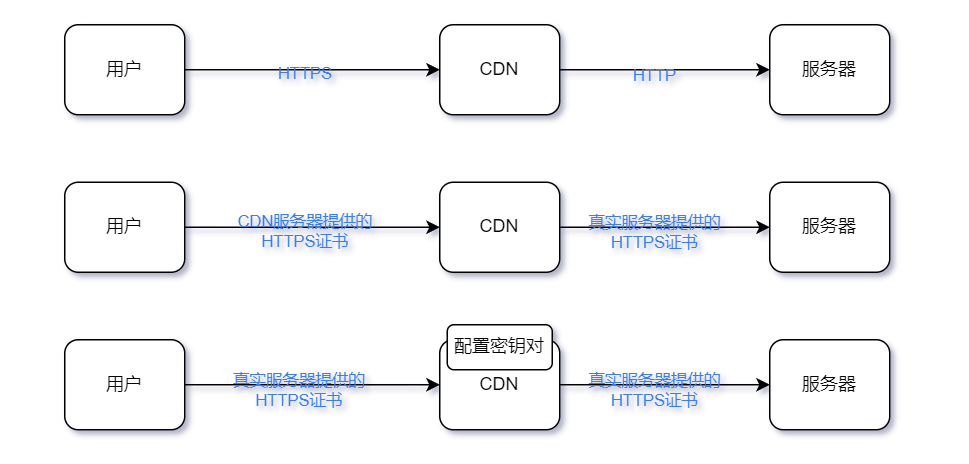 用户
HTTPS
CDN
HTTP
服务器
用户
CDN服务器提供的
HTTPS证书
CDN
真实服务器提供的
HTTPS证书
服务器
配置密钥对
用户
真实服务器提供的
HTTPS证书
CDN
真实服务器提供的
HTTPS证书
服务器